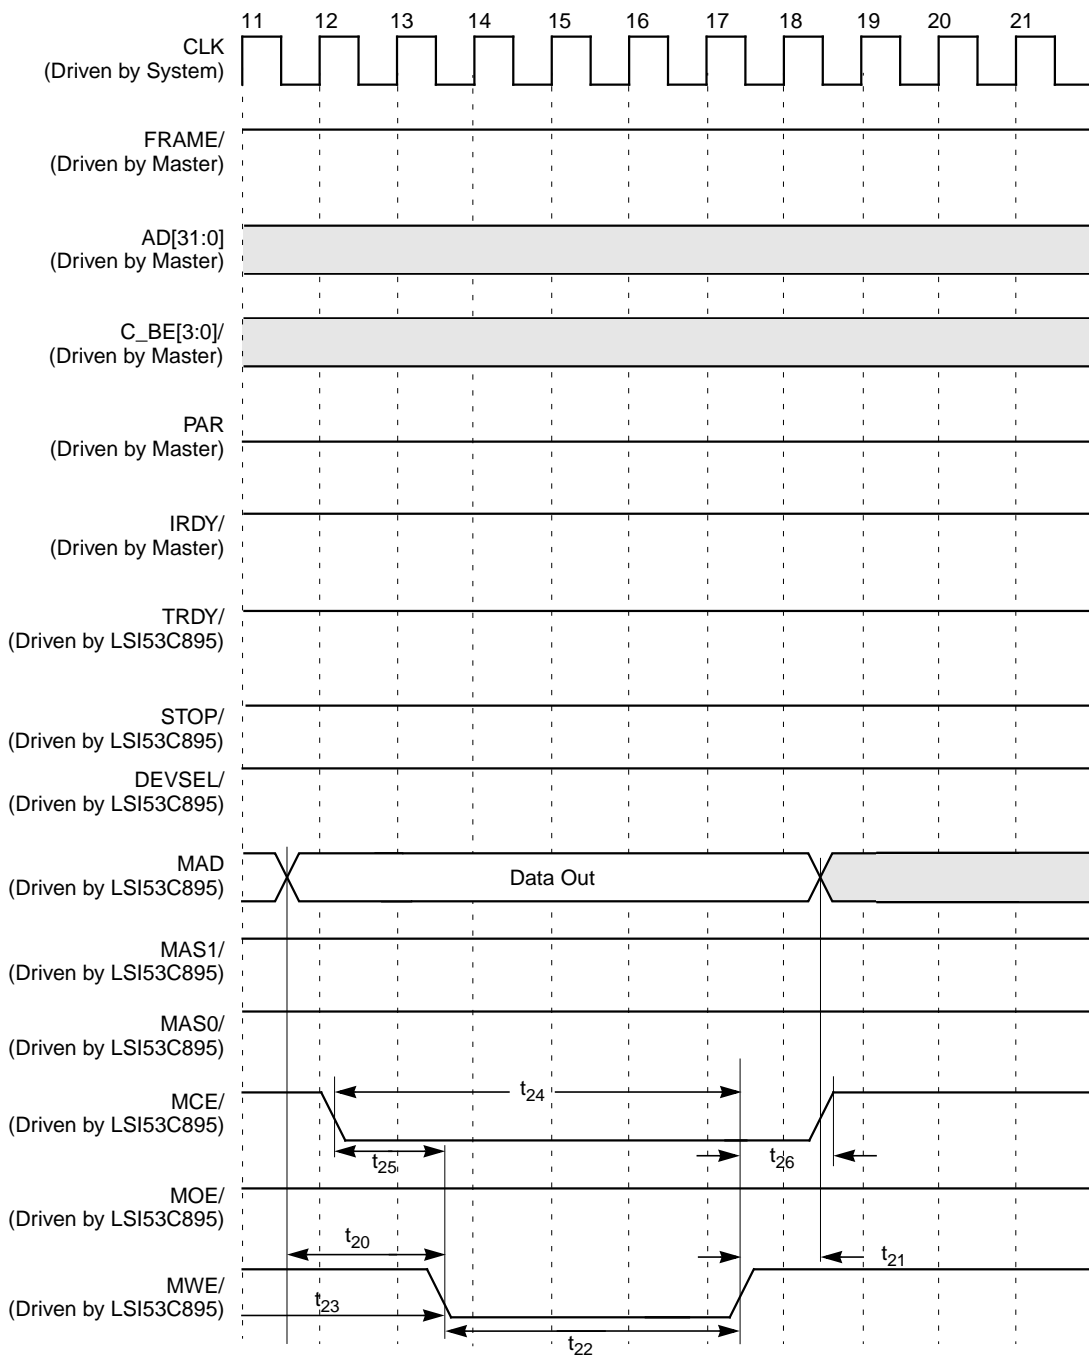 11 12 13 14 15 16 17 18 19 20 21
CLK
(Driven by System)
FRAME/
(Driven by Master)
AD[31:0]
(Driven by Master)
C_BE[3:0]/
(Driven by Master)
PAR
(Driven by Master)
IRDY/
(Driven by Master)
TRDY/
(Driven by LSI53C895)
STOP/
(Driven by LSI53C895)
DEVSEL/
(Driven by LSI53C895)
MAD
(Driven by LSI53C895)
Data Out
MAS1/
(Driven by LSI53C895)
MAS0/
(Driven by LSI53C895)
t24
MCE/
(Driven by LSI53C895)
t25
t26
MOE/
(Driven by LSI53C895)
t20
t21
MWE/
(Driven by LSI53C895)
t23
t22